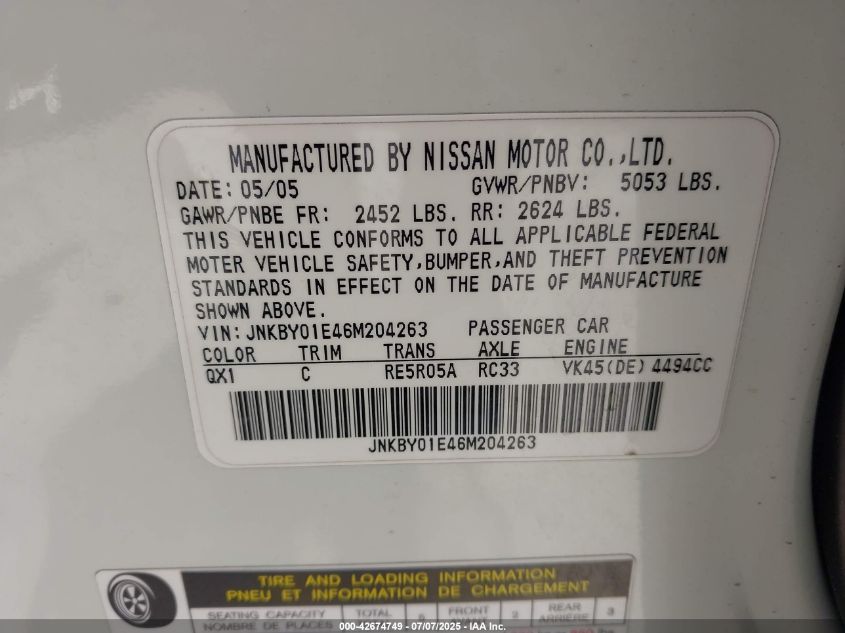 MANUFACTURED BY NISSAN MOTOR CO.,LTD.
DATE: 05/05 GVWR/PNBV: 5053 LBS.
GAWR/PNBE FR: 2452 LBS. RR: 2624 LBS.
THIS VEHICLE CONFORMS TO ALL APPLICABLE FEDERAL
MOTER VEHICLE SAFETY,BUMPER,AND THEFT PREVENTION
STANDARDS IN EFFECT ON THE DATE OF MANUFACTURE
SHOWN ABOVE.
VIN: JNKBY01E46M204263 PASSENGER CAR
COLOR TRIM TRANS AXLE ENGINE
QX1 C RE5R05A RC33 VK45(DE) 4494CC
JNKBY01E46M204263
TIRE AND LOADING INFORMATION
PNEU ET INFORMATION DE CHARGEMENT
SEATING CAPACITY TOTAL 5 FRONT 2 REAR 3
NOMBRE DE PLACES ARRIÈRE
000-42674749 - 07/07/2025 - IAA Inc.